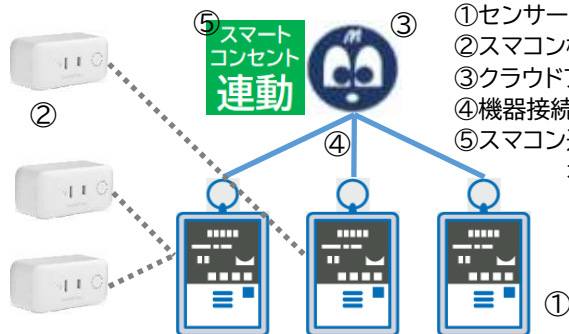 ⑤
スマート
コンセント
連動
③
②
④
①
①センサー
②スマコン
③クラウド
④機器接続
⑤スマコン